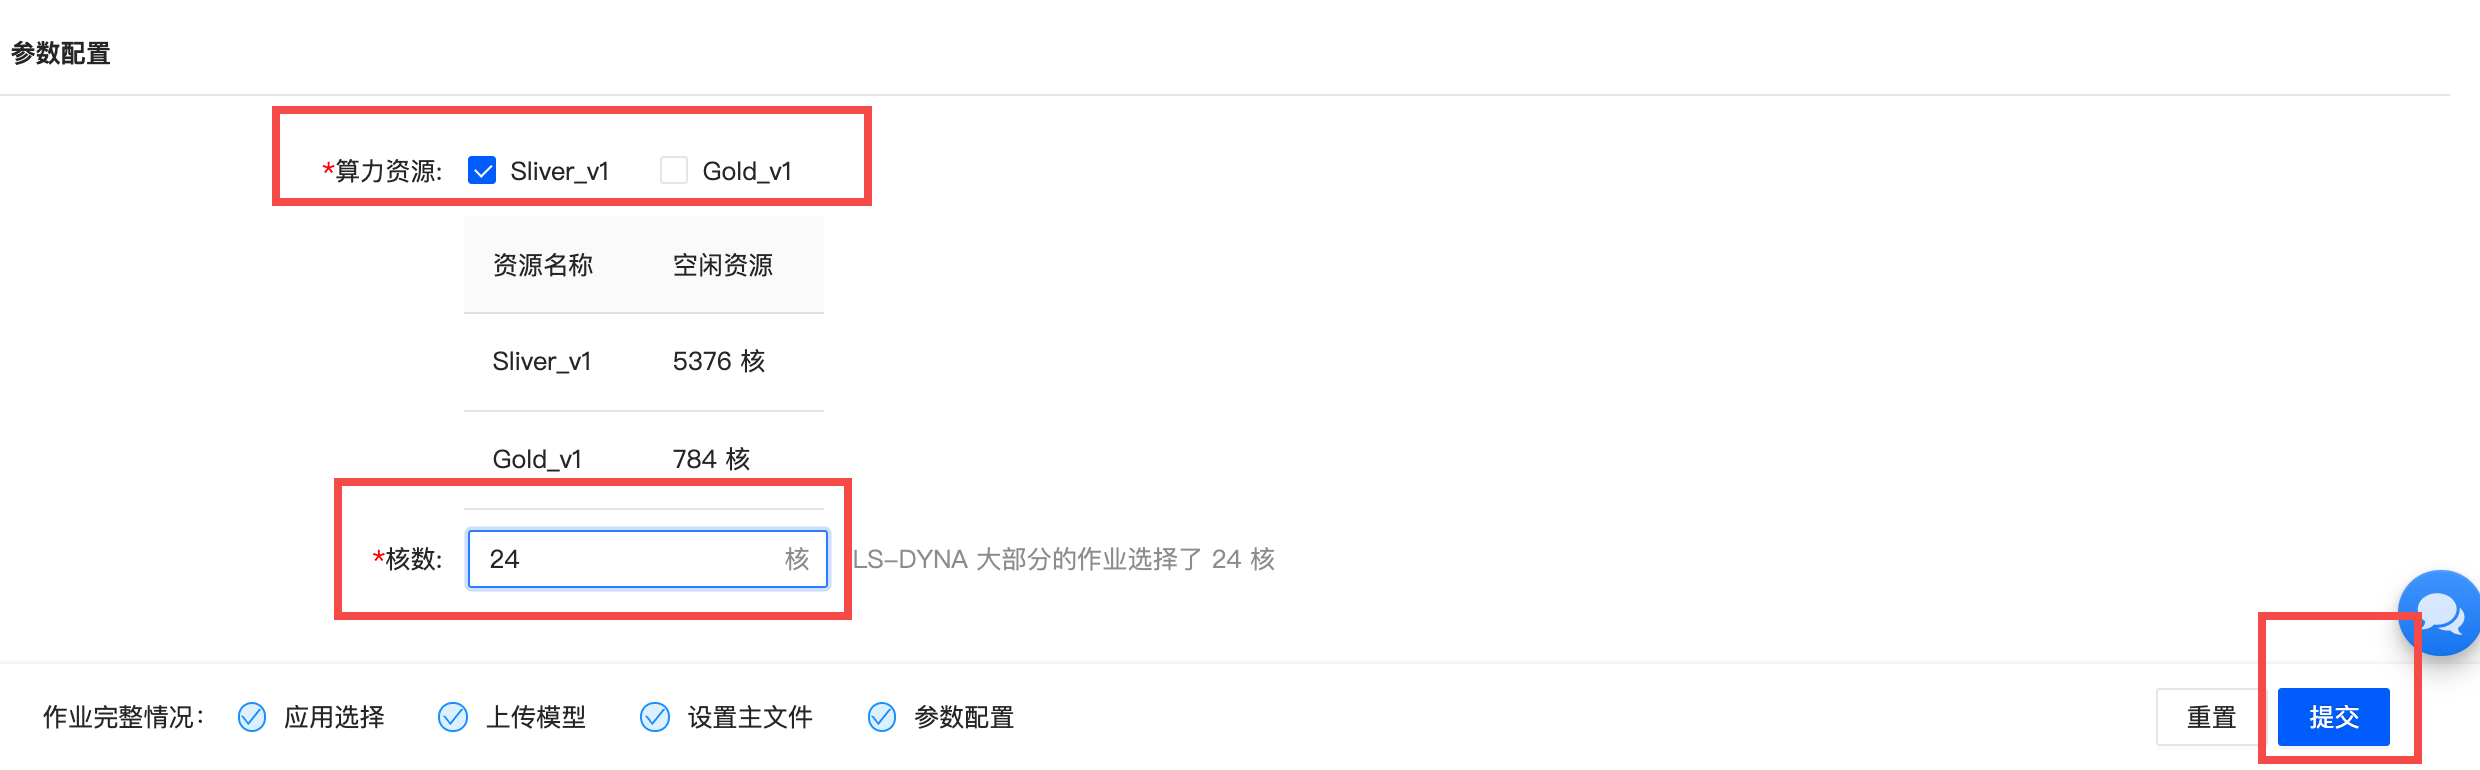 参数配置
*算力资源: Sliver_v1 Gold_v1
资源名称 空闲资源
Sliver_v1 5376 核
Gold_v1 784 核
*核数: 24 核 LS-DYNA 大部分的作业选择了 24 核
作业完整情况: 应用选择 上传模型 设置主文件 参数配置 重置 提交